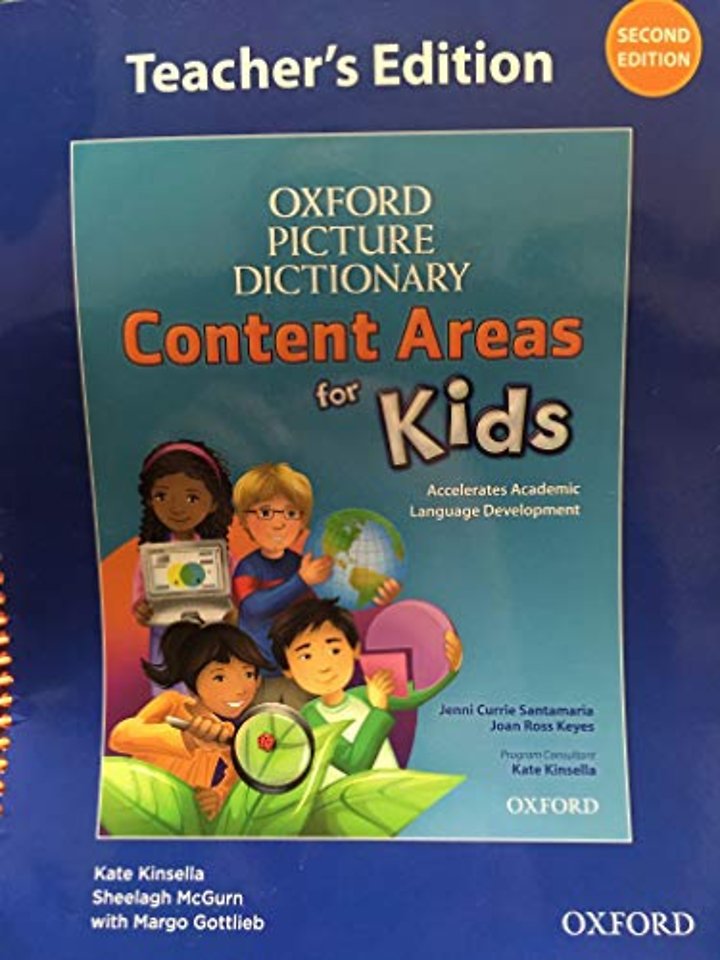 Teacher's Edition
SECOND
EDITION
OXFORD
PICTURE
DICTIONARY
Content Areas
for Kids
Accelerates Academic
Language Development
Jenni Currie Santamaria
Joan Ross Keyes
Program Consultant
Kate Kinsella
OXFORD
Kate Kinsella
Sheelagh McGurn
with Margo Gottlieb
OXFORD